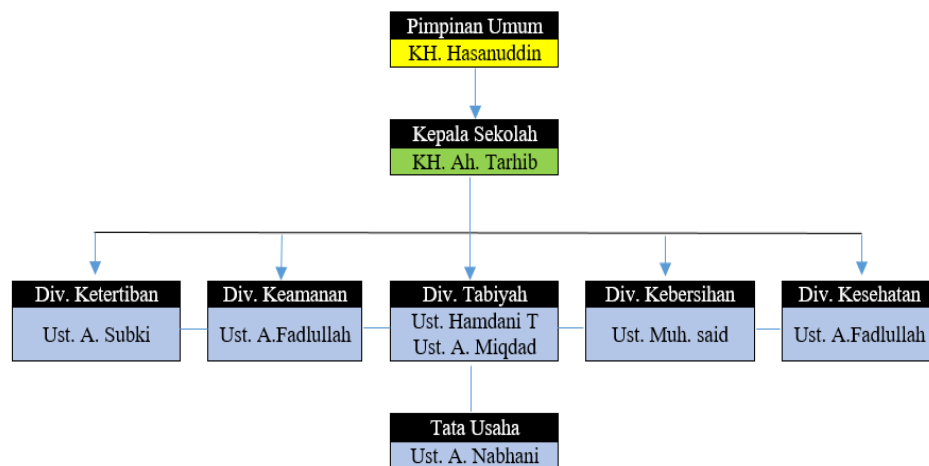 Pimpinan Umum
KH. Hasanuddin
Kepala Sekolah
KH. Ah. Tarhib
Div. Ketertiban
Ust. A. Subki
Div. Keamanan
Ust. A.Fadlullah
Div. Tabiyah
Ust. Hamdani T
Ust. A. Miqdad
Div. Kebersihan
Ust. Muh. said
Div. Kesehatan
Ust. A.Fadlullah
Tata Usaha
Ust. A. Nabhani